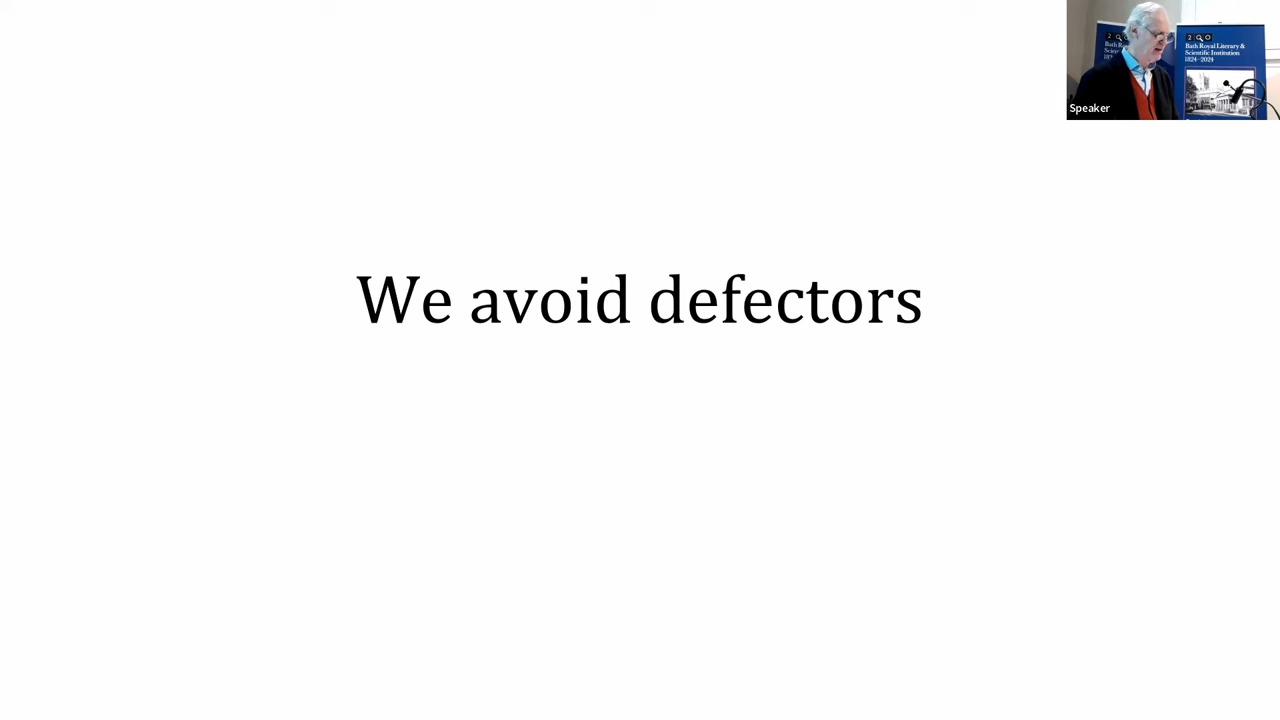 We avoid defectors
Speaker
Bath Royal Literary &
Scientific Institution
1824-2024